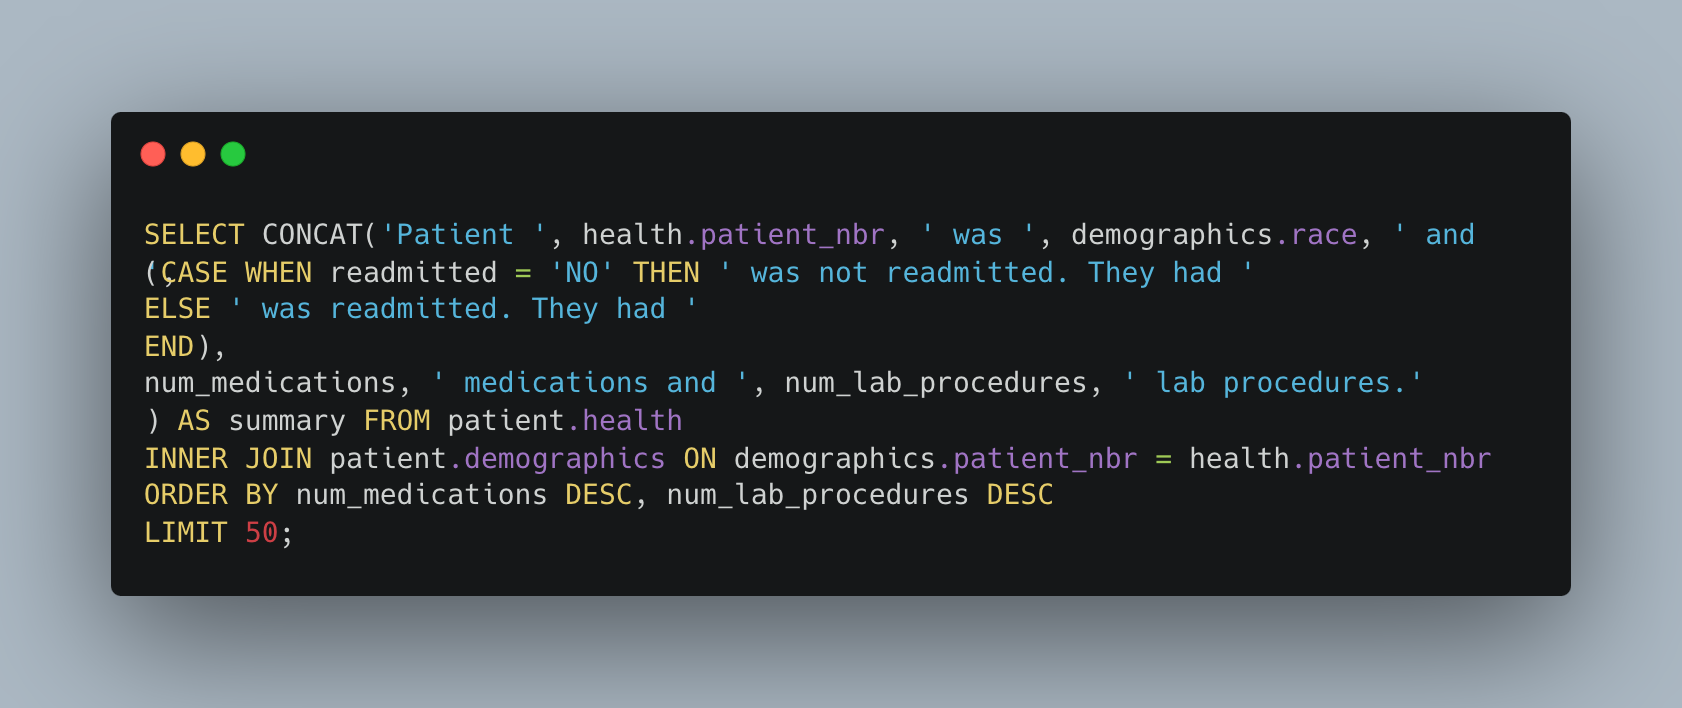 SELECT CONCAT('Patient ', health.patient_nbr, ' was ', demographics.race, ' and
',
(CASE WHEN readmitted = 'NO' THEN ' was not readmitted. They had '
ELSE ' was readmitted. They had '
END),
num_medications, ' medications and ', num_lab_procedures, ' lab procedures.'
) AS summary FROM patient.health
INNER JOIN patient.demographics ON demographics.patient_nbr = health.patient_nbr
ORDER BY num_medications DESC, num_lab_procedures DESC
LIMIT 50;